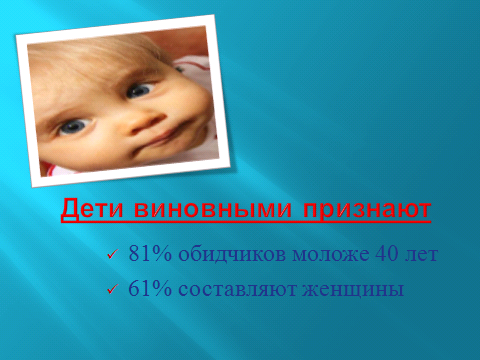 Дети виновными признают
81% обидчиков моложе 40 лет
61% составляют женщины